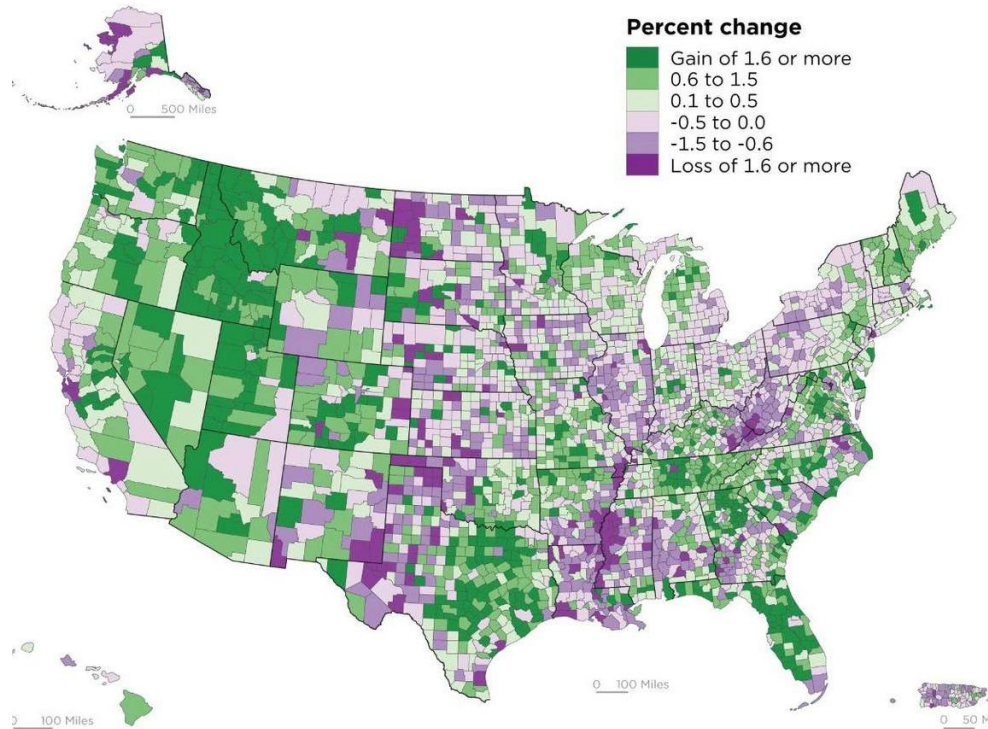 Percent change
Gain of 1.6 or more
0.6 to 1.5
0.1 to 0.5
-0.5 to 0.0
-1.5 to -0.6
Loss of 1.6 or more
0 500 Miles
0 100 Miles
0 100 Miles
0 50 M